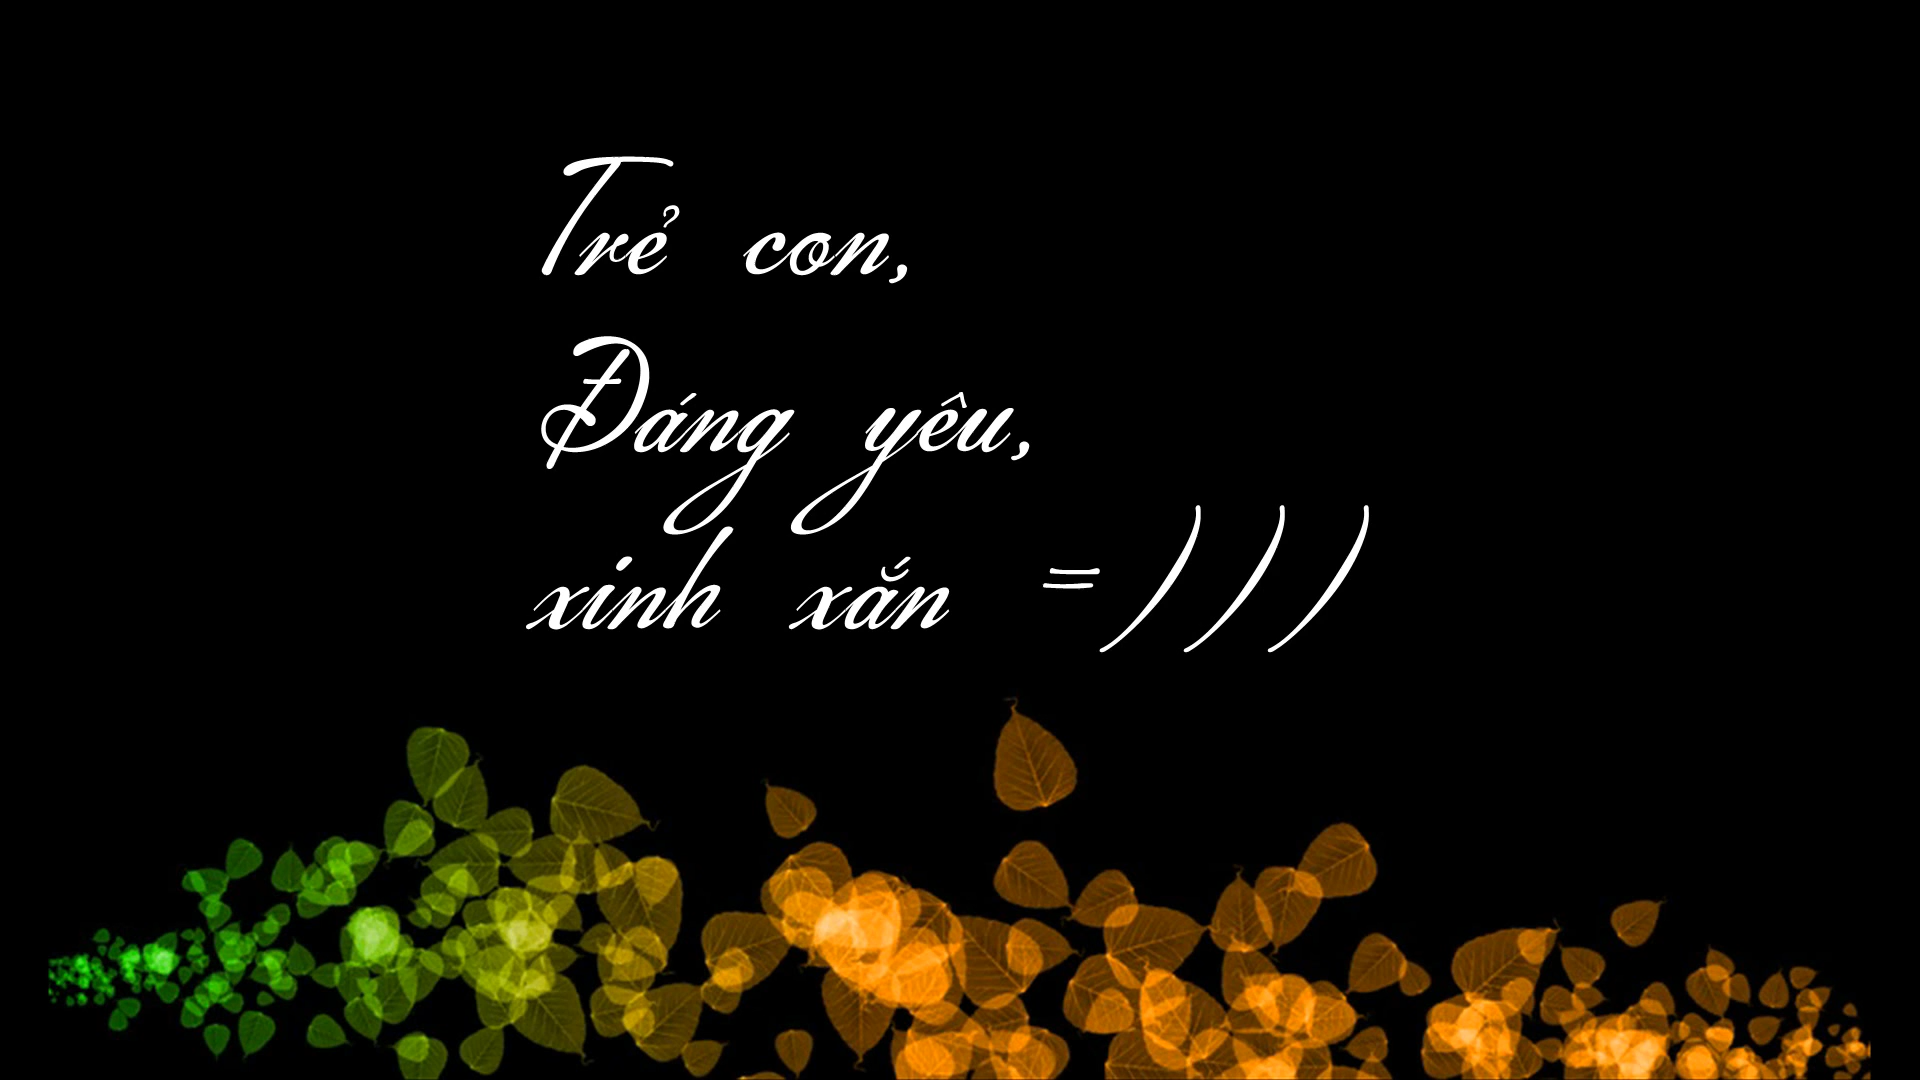 Trẻ con,
Đáng yêu,
xinh xắn =)))